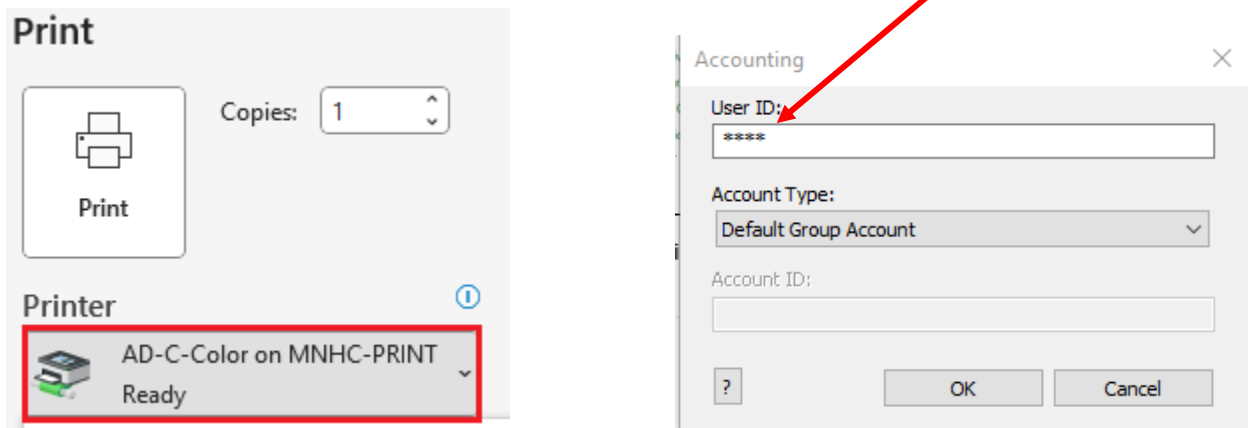 Print
Copies: 1
Print
Printer
AD-C-Color on MNHC-PRINT
Ready
Accounting
User ID:
****
Account Type:
Default Group Account
Account ID:
?
OK
Cancel